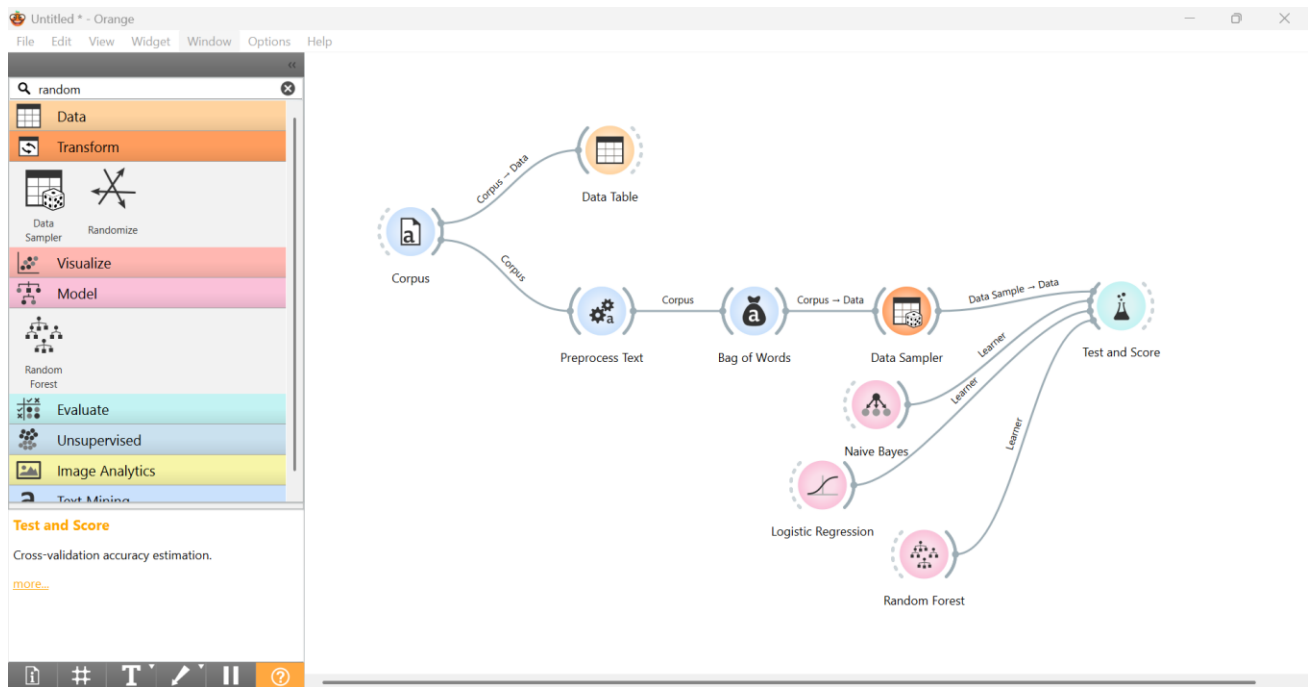 Untitled * - Orange
File Edit View Widget Window Options Help
random
Data
Transform
Data
Sampler
Randomize
Visualize
Model
Random
Forest
Evaluate
Unsupervised
Image Analytics
Text Mining
Test and Score
Cross-validation accuracy estimation.
more...
Corpus → Data
Data Table
Corpus
Corpus
Corpus
Corpus → Data
Data Sample → Data
Preprocess Text
Bag of Words
Data Sampler
Test and Score
Learner
Learner
Learner
Naive Bayes
Logistic Regression
Random Forest